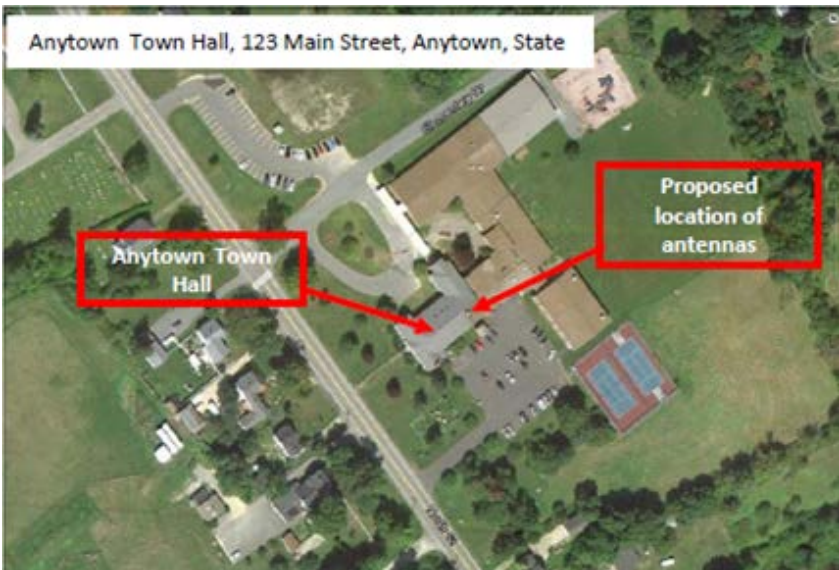 Anytown Town Hall, 123 Main Street, Anytown, State
Proposed
location of
antennas
Anytown Town
Hall